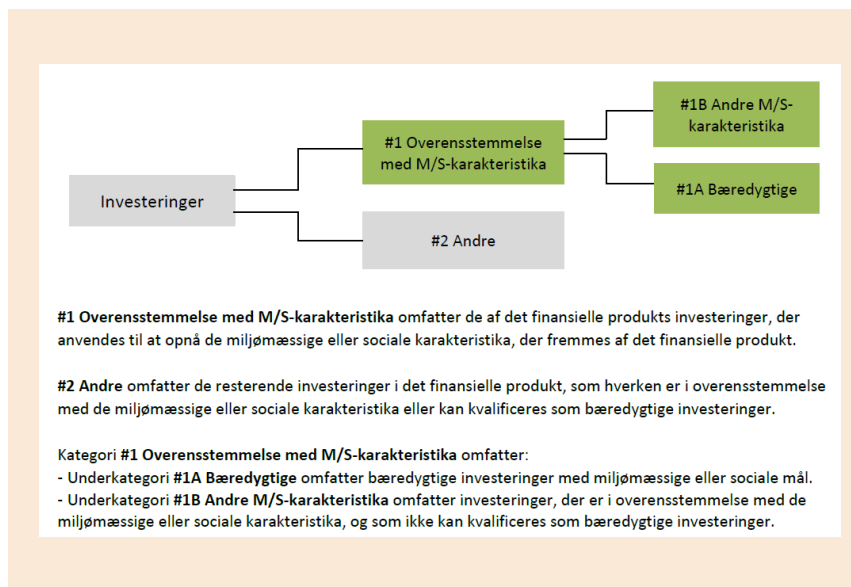 #1B Andre M/S-
karakteristika
#1 Overensstemmelse
med M/S-karakteristika
#1A Bæredygtige
Investeringer
#2 Andre
#1 Overensstemmelse med M/S-karakteristika omfatter de af det finansielle produkts investeringer, der
anvendes til at opnå de miljømæssige eller sociale karakteristika, der fremmes af det finansielle produkt.
#2 Andre omfatter de resterende investeringer i det finansielle produkt, som hverken er i overensstemmelse
med de miljømæssige eller sociale karakteristika eller kan kvalificeres som bæredygtige investeringer.
Kategori #1 Overensstemmelse med M/S-karakteristika omfatter:
- Underkategori #1A Bæredygtige omfatter bæredygtige investeringer med miljømæssige eller sociale mål.
- Underkategori #1B Andre M/S-karakteristika omfatter investeringer, der er i overensstemmelse med de
miljømæssige eller sociale karakteristika, og som ikke kan kvalificeres som bæredygtige investeringer.